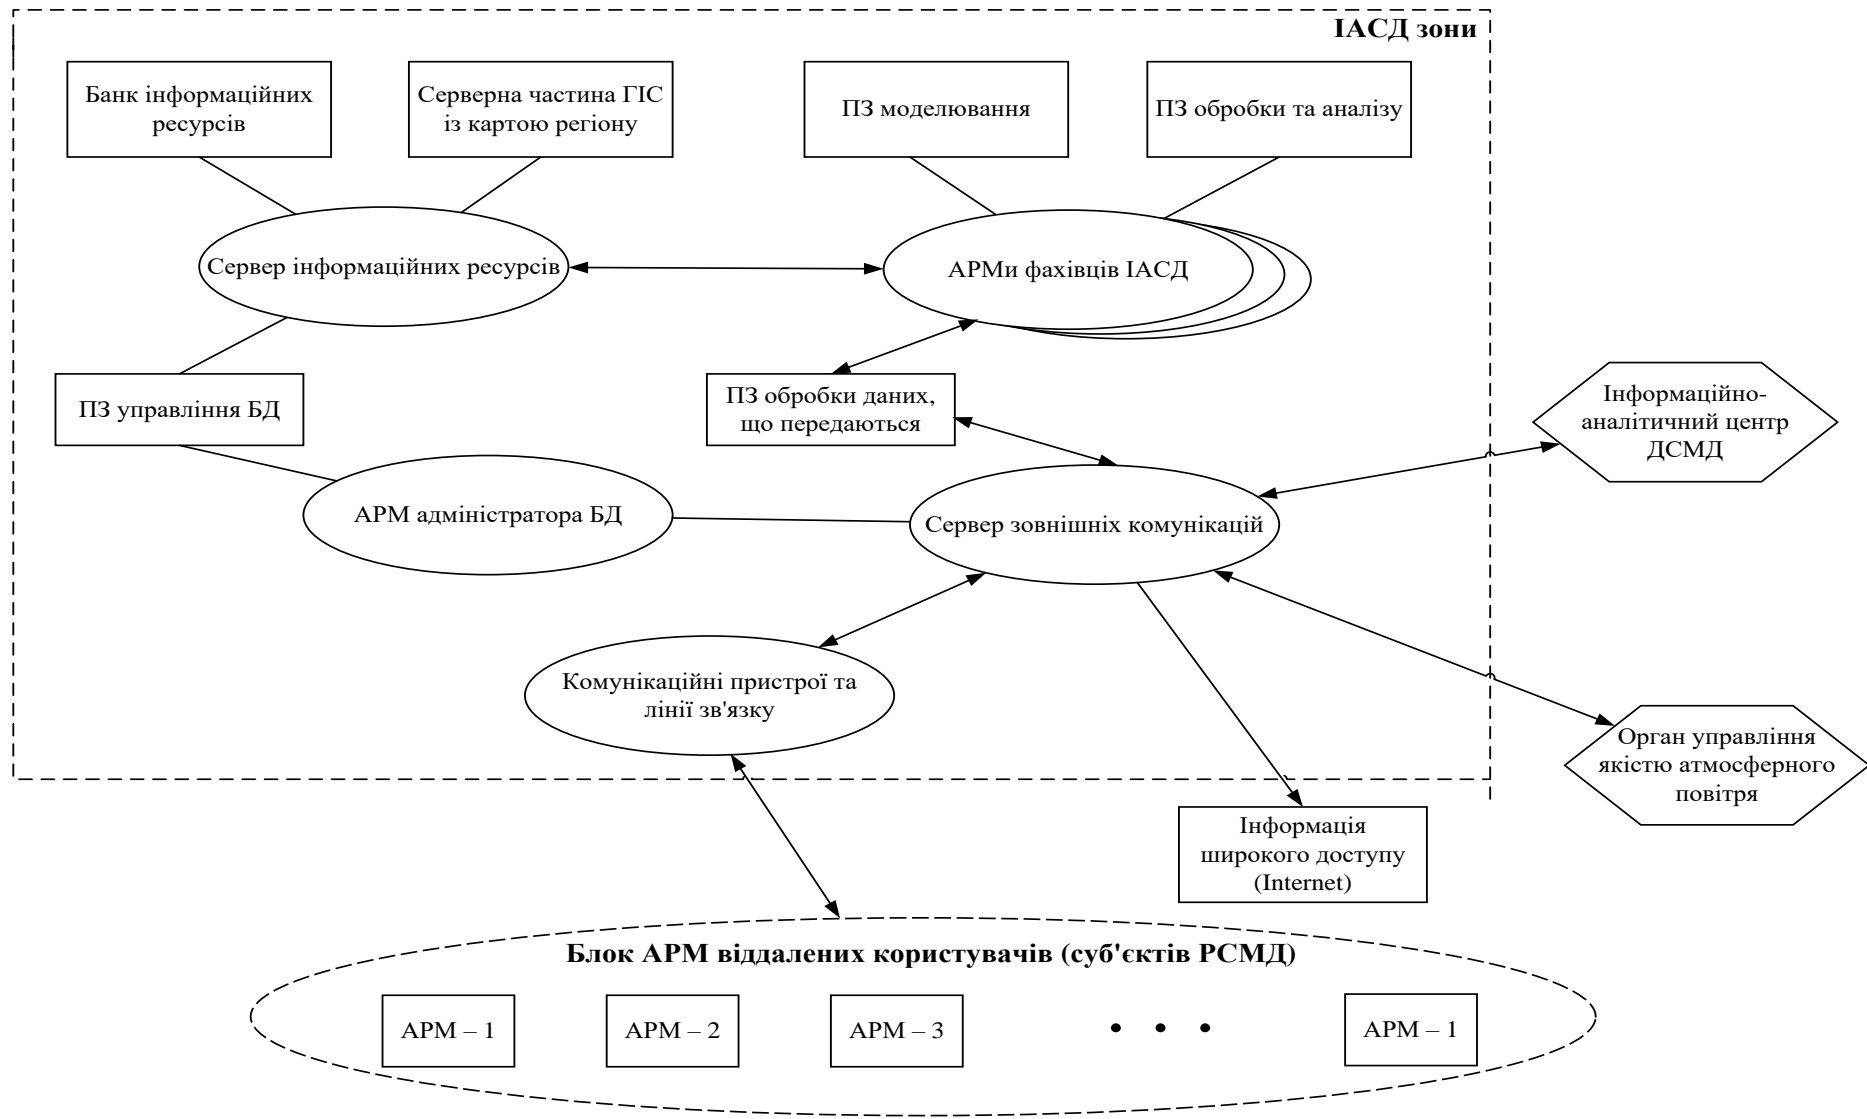 ІАСД зони
Банк інформаційних
ресурсів
Серверна частина ГІС
із картою регіону
ПЗ моделювання
ПЗ обробки та аналізу
Сервер інформаційних ресурсів
АРМи фахівців ІАСД
ПЗ управління БД
ПЗ обробки даних,
що передаються
Інформаційно-
аналітичний центр
ДСМД
АРМ адміністратора БД
Сервер зовнішніх комунікацій
Комунікаційні пристрої та
лінії зв'язку
Орган управління
якістю атмосферного
повітря
Інформація
широкого доступу
(Internet)
Блок АРМ віддалених користувачів (суб'єктів РСМД)
АРМ – 1
АРМ – 2
АРМ – 3
• • •
АРМ – 1